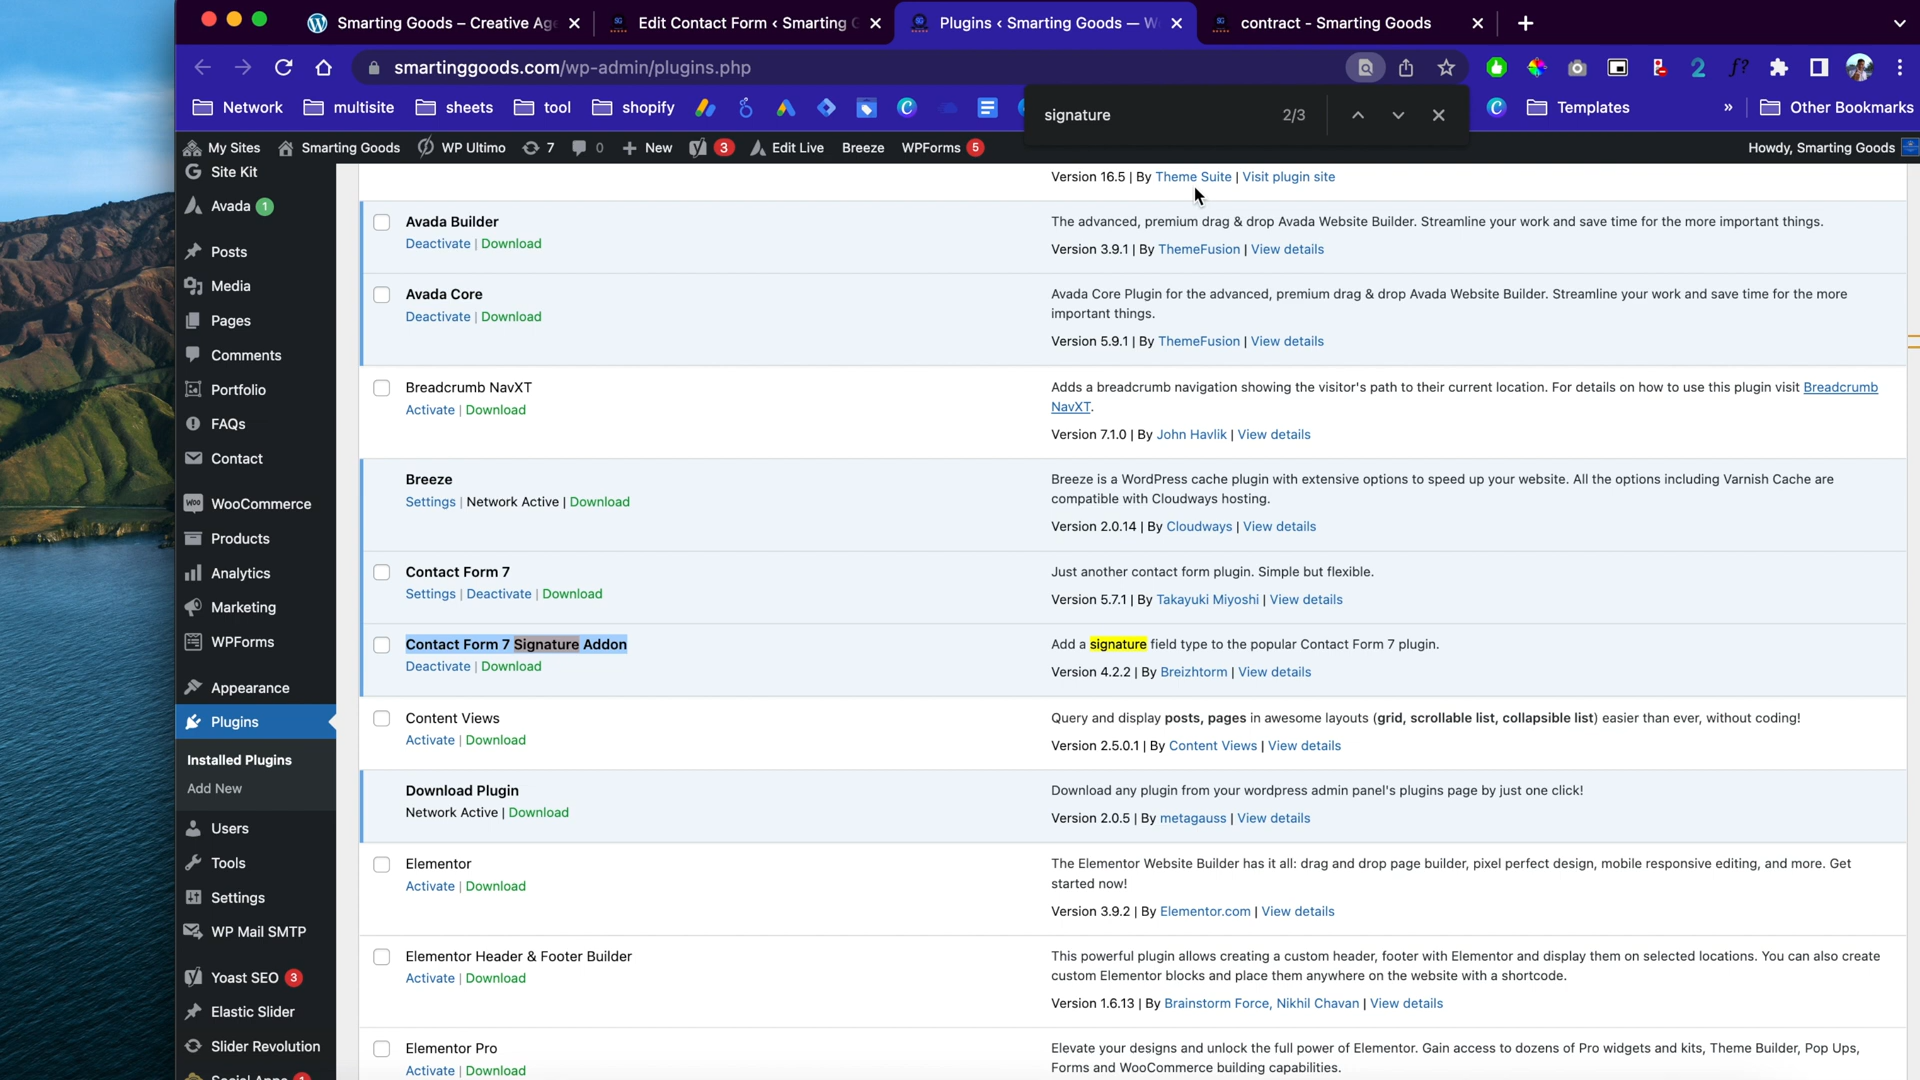 Smarting Goods – Creative Age
Edit Contact Form ‹ Smarting G
Plugins ‹ Smarting Goods — W
contract - Smarting Goods
smartinggoods.com/wp-admin/plugins.php
Network
multisite
sheets
tool
shopify
Templates
»
Other Bookmarks
signature
2/3
My Sites
Smarting Goods
WP Ultimo
7
0
New
3
Edit Live
Breeze
WPForms 5
Howdy, Smarting Goods
Site Kit
Avada 1
Posts
Media
Pages
Comments
Portfolio
FAQs
Contact
WooCommerce
Products
Analytics
Marketing
WPForms
Appearance
Plugins
Installed Plugins
Add New
Users
Tools
Settings
WP Mail SMTP
Yoast SEO 3
Elastic Slider
Slider Revolution
Version 16.5 | By Theme Suite | Visit plugin site
Avada Builder
Deactivate | Download
The advanced, premium drag & drop Avada Website Builder. Streamline your work and save time for the more important things.
Version 3.9.1 | By ThemeFusion | View details
Avada Core
Deactivate | Download
Avada Core Plugin for the advanced, premium drag & drop Avada Website Builder. Streamline your work and save time for the more
important things.
Version 5.9.1 | By ThemeFusion | View details
Breadcrumb NavXT
Activate | Download
Adds a breadcrumb navigation showing the visitor's path to their current location. For details on how to use this plugin visit Breadcrumb
NavXT.
Version 7.1.0 | By John Havlik | View details
Breeze
Settings | Network Active | Download
Breeze is a WordPress cache plugin with extensive options to speed up your website. All the options including Varnish Cache are
compatible with Cloudways hosting.
Version 2.0.14 | By Cloudways | View details
Contact Form 7
Settings | Deactivate | Download
Just another contact form plugin. Simple but flexible.
Version 5.7.1 | By Takayuki Miyoshi | View details
Contact Form 7 Signature Addon
Deactivate | Download
Add a signature field type to the popular Contact Form 7 plugin.
Version 4.2.2 | By Breizhtorm | View details
Content Views
Activate | Download
Query and display posts, pages in awesome layouts (grid, scrollable list, collapsible list) easier than ever, without coding!
Version 2.5.0.1 | By Content Views | View details
Download Plugin
Network Active | Download
Download any plugin from your wordpress admin panel's plugins page by just one click!
Version 2.0.5 | By metagauss | View details
Elementor
Activate | Download
The Elementor Website Builder has it all: drag and drop page builder, pixel perfect design, mobile responsive editing, and more. Get
started now!
Version 3.9.2 | By Elementor.com | View details
Elementor Header & Footer Builder
Activate | Download
This powerful plugin allows creating a custom header, footer with Elementor and display them on selected locations. You can also create
custom Elementor blocks and place them anywhere on the website with a shortcode.
Version 1.6.13 | By Brainstorm Force, Nikhil Chavan | View details
Elementor Pro
Activate | Download
Elevate your designs and unlock the full power of Elementor. Gain access to dozens of Pro widgets and kits, Theme Builder, Pop Ups,
Forms and WooCommerce building capabilities.